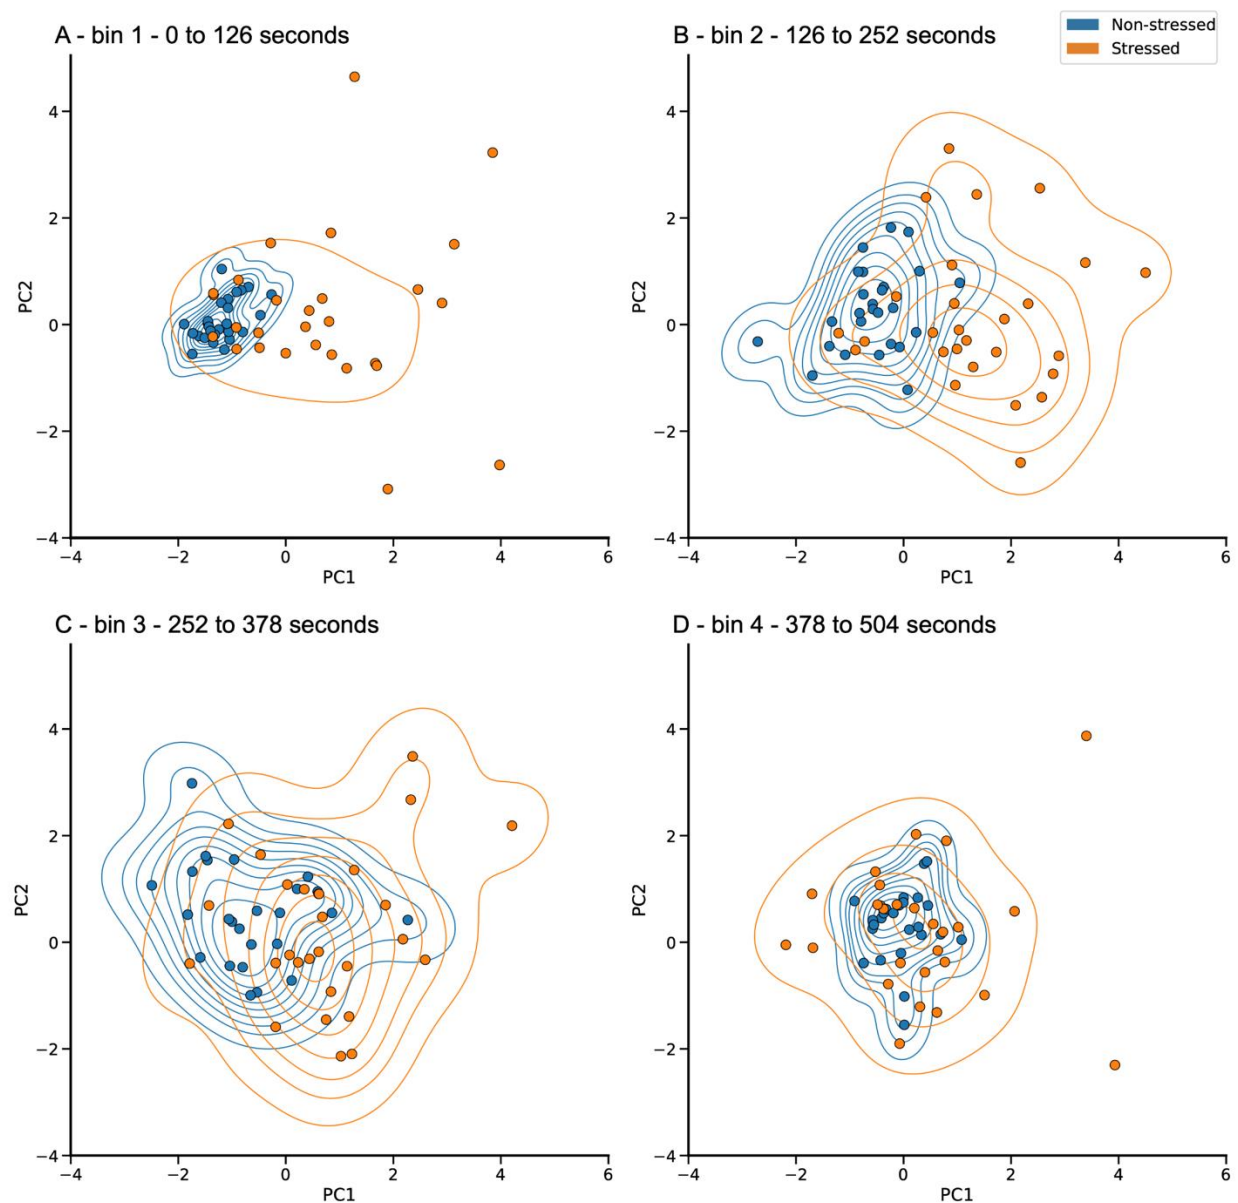 A - bin 1 - 0 to 126 seconds
B - bin 2 - 126 to 252 seconds
Non-stressed
Stressed
4
2
0
−2
−4
PC2
−4 −2 0 2 4 6
PC1
4
2
0
−2
−4
PC2
−4 −2 0 2 4 6
PC1
C - bin 3 - 252 to 378 seconds
D - bin 4 - 378 to 504 seconds
4
2
0
−2
−4
PC2
−4 −2 0 2 4 6
PC1
4
2
0
−2
−4
PC2
−4 −2 0 2 4 6
PC1